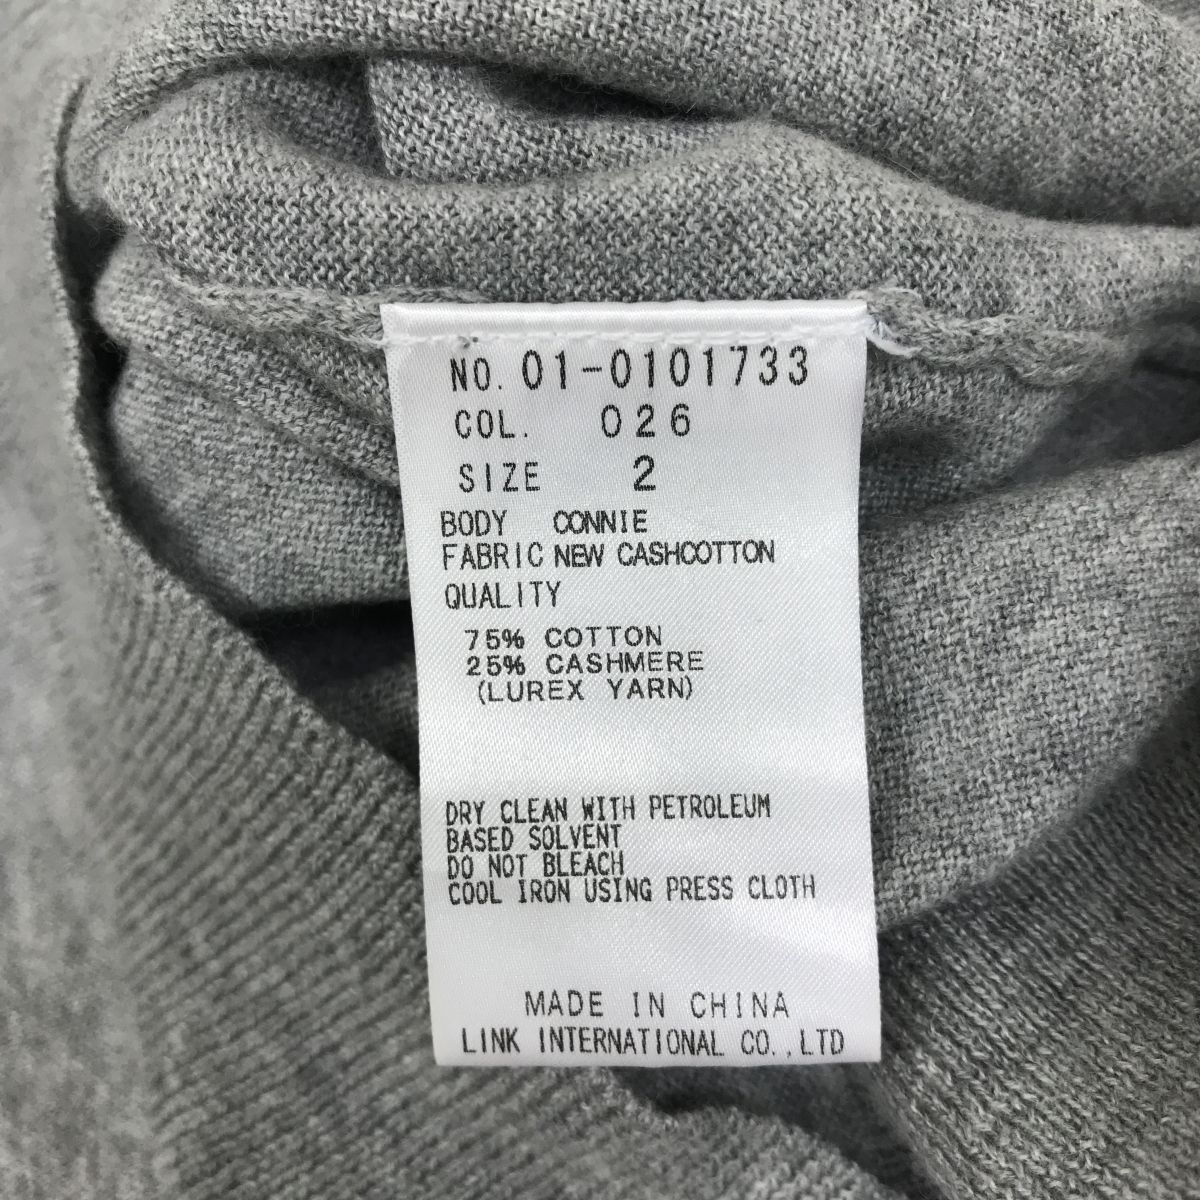 NO. 01-0101733
COL. 026
SIZE 2
BODY CONNIE
FABRIC NEW CASHCOTTON
QUALITY
75% COTTON
25% CASHMERE
(LUREX YARN)
DRY CLEAN WITH PETROLEUM
BASED SOLVENT
DO NOT BLEACH
COOL IRON USING PRESS CLOTH
MADE IN CHINA
LINK INTERNATIONAL CO.,LTD